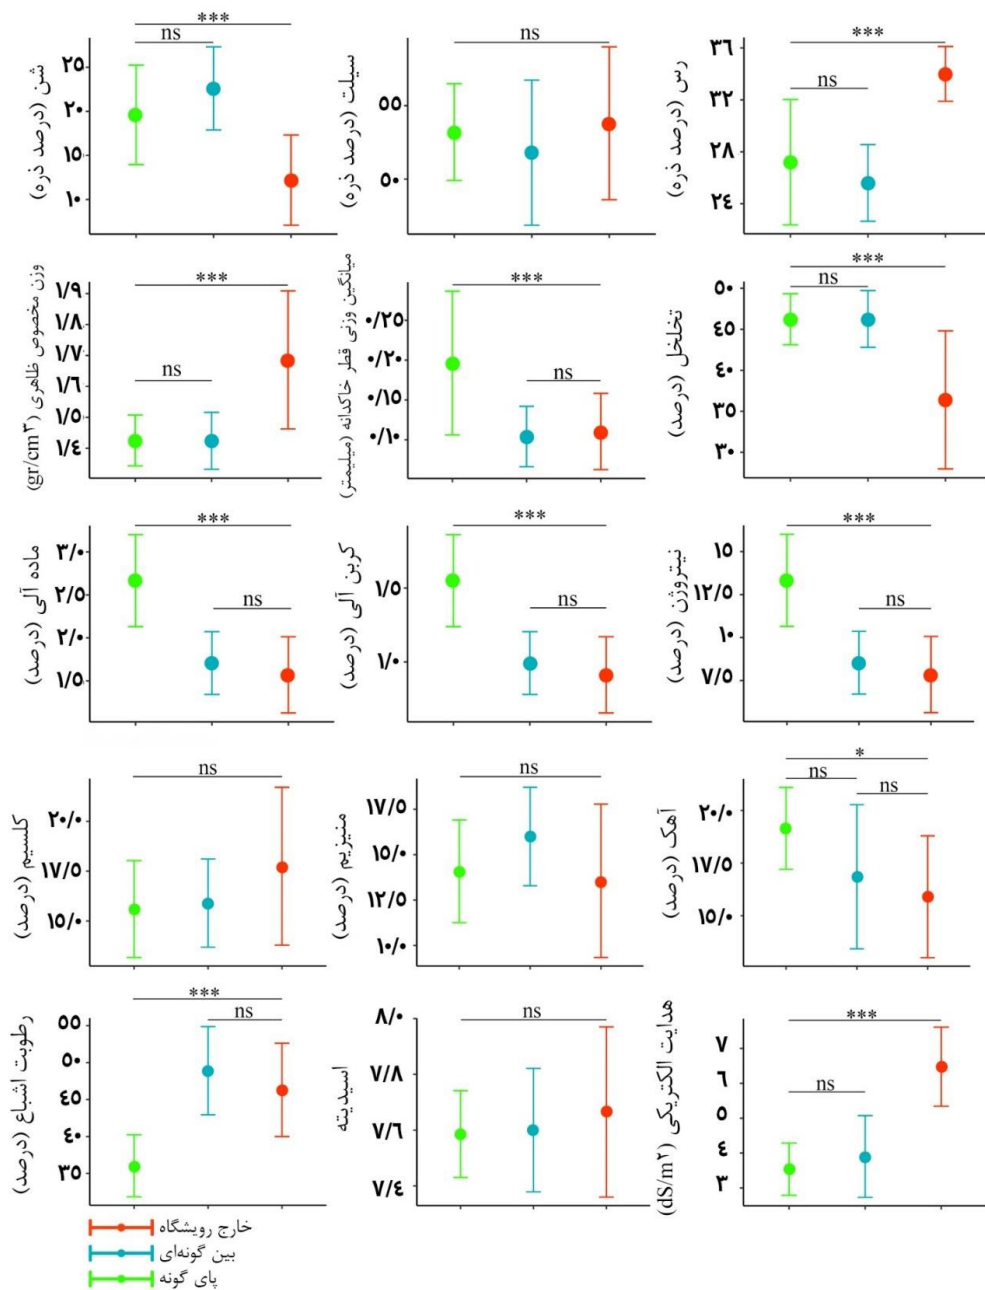 شن (درصد ذره)
***
ns
۲۵
۲۰
۱۵
۱۰
سیلت (درصد ذره)
ns
۵۵
۵۰
رس (درصد ذره)
***
ns
۳۶
۳۲
۲۸
۲۴
وزن مخصوص ظاهری (gr/cm³)
***
ns
۱/۹
۱/۸
۱/۷
۱/۶
۱/۵
۱/۴
میانگین وزنی قطر خاکدانه (میلیمتر)
***
ns
۰/۲۵
۰/۲۰
۰/۱۵
۰/۱۰
تخلخل (درصد)
***
ns
۵۰
۴۵
۴۰
۳۵
۳۰
ماده آلی (درصد)
***
ns
۳/۰
۲/۵
۲/۰
۱/۵
کربن آلی (درصد)
***
ns
۱/۵
۱/۰
نیتروژن (درصد)
***
ns
۱۵
۱۲/۵
۱۰
۷/۵
کلسیم (درصد)
ns
۲۰/۰
۱۷/۵
۱۵/۰
منیزیم (درصد)
ns
۱۷/۵
۱۵/۰
۱۲/۵
۱۰/۰
آهک (درصد)
*
ns
ns
۲۰/۰
۱۷/۵
۱۵/۰
رطوبت اشباع (درصد)
***
ns
۵۵
۵۰
۴۵
۴۰
۳۵
اسیدیته
ns
۸/۰
۷/۸
۷/۶
۷/۴
هدایت الکتریکی (dS/m²)
***
ns
۷
۶
۵
۴
۳
خارج رویشگاه
بین گونه‌ای
پای گونه